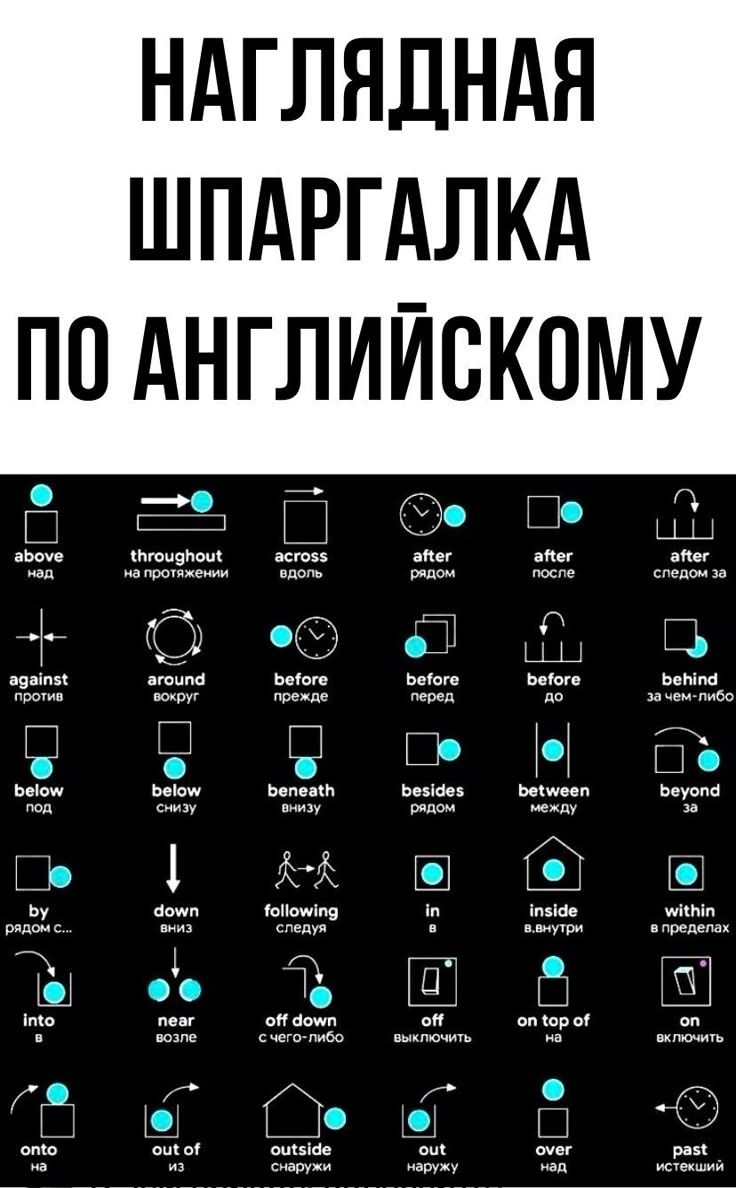 НАГЛЯДНАЯ
ШПАРГАЛКА
ПО АНГЛИЙСКОМУ
above throughout across after after after
над на протяжении вдоль рядом после следом за
against around before before before behind
против вокруг прежде перед до за чем-либо
below below beneath besides between beyond
под снизу внизу рядом между за
by down following in inside within
рядом с... вниз следуя в в.внутри в пределах
into near off down off on top of on
в возле с чего-либо выключить на включить
onto out of outside out over past
на из снаружи наружу над истекший